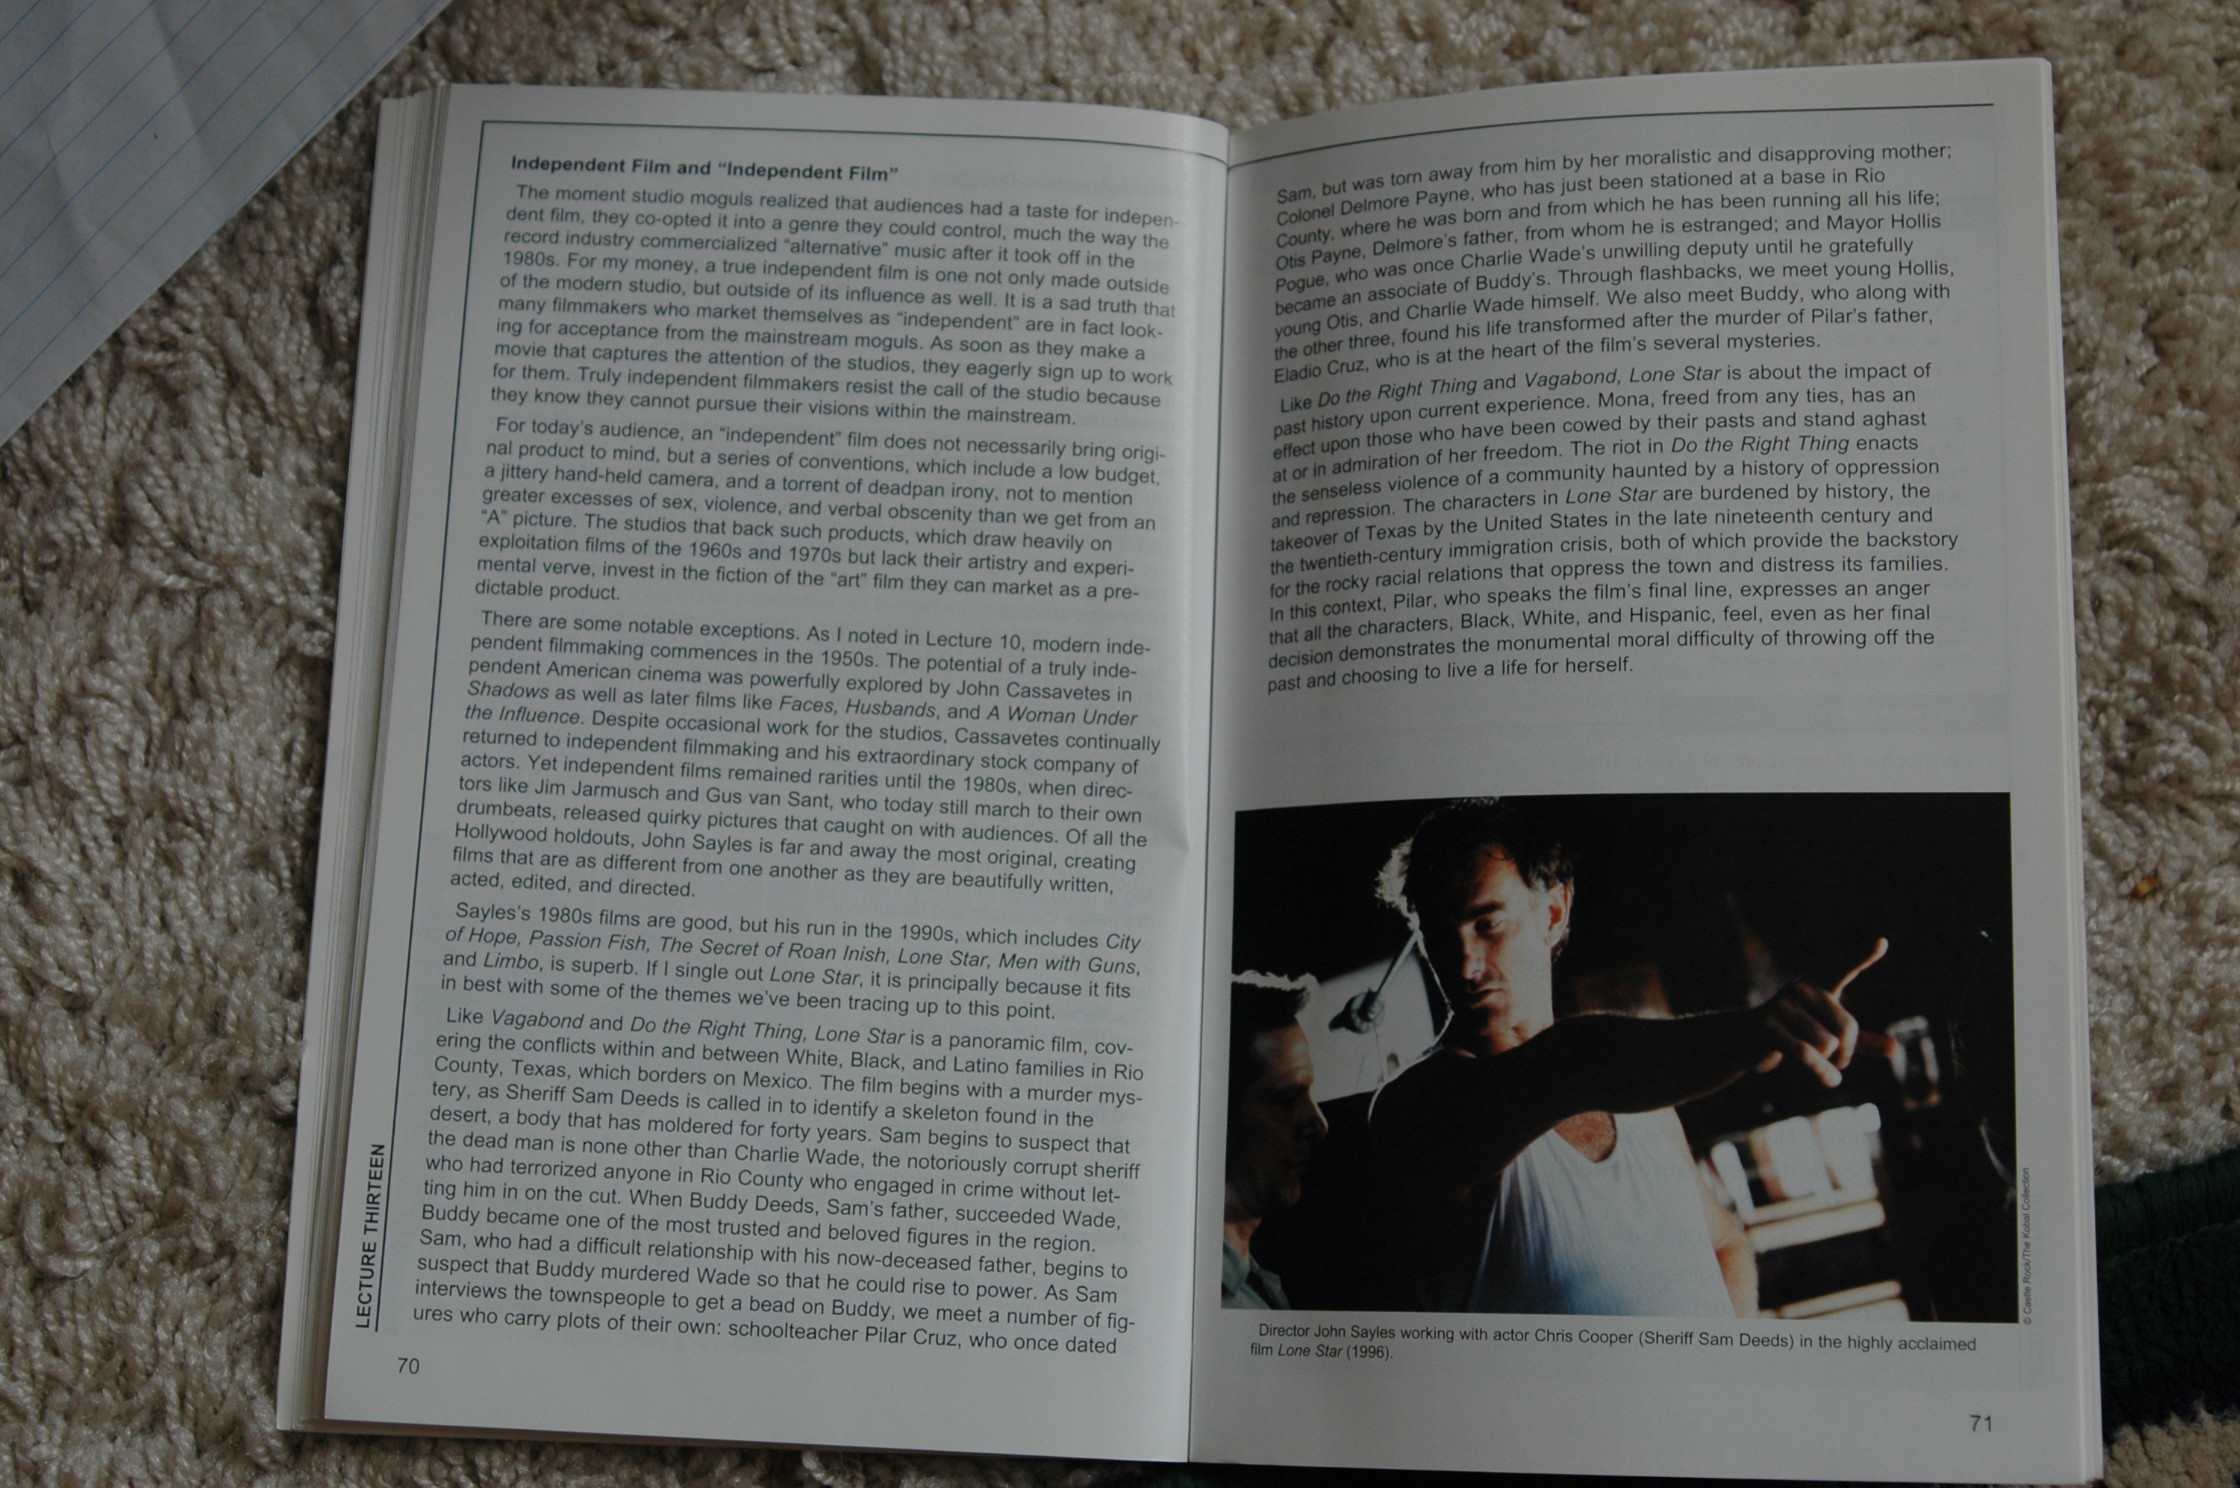 Independent Film and “Independent Film”
The moment studio moguls realized that audiences had a taste for indepen-
dent film, they co-opted it into a genre they could control, much the way the
record industry commercialized “alternative” music after it took off in the
1980s. For my money, a true independent film is one not only made outside
of the modern studio, but outside of its influence as well. It is a sad truth that
many filmmakers who market themselves as “independent” are in fact look-
ing for acceptance from the mainstream moguls. As soon as they make a
movie that captures the attention of the studios, they eagerly sign up to work
for them. Truly independent filmmakers resist the call of the studio because
they know they cannot pursue their visions within the mainstream.
For today’s audience, an “independent” film does not necessarily bring origi-
nal product to mind, but a series of conventions, which include a low budget,
a jittery hand-held camera, and a torrent of deadpan irony, not to mention
greater excesses of sex, violence, and verbal obscenity than we get from an
“A” picture. The studios that back such products, which draw heavily on
exploitation films of the 1960s and 1970s but lack their artistry and experi-
mental verve, invest in the fiction of the “art” film they can market as a pre-
dictable product.
There are some notable exceptions. As I noted in Lecture 10, modern inde-
pendent filmmaking commences in the 1950s. The potential of a truly inde-
pendent American cinema was powerfully explored by John Cassavetes in
Shadows as well as later films like Faces, Husbands, and A Woman Under
the Influence. Despite occasional work for the studios, Cassavetes continually
returned to independent filmmaking and his extraordinary stock company of
actors. Yet independent films remained rarities until the 1980s, when direc-
tors like Jim Jarmusch and Gus van Sant, who today still march to their own
drumbeats, released quirky pictures that caught on with audiences. Of all the
Hollywood holdouts, John Sayles is far and away the most original, creating
films that are as different from one another as they are beautifully written,
acted, edited, and directed.
Sayles’s 1980s films are good, but his run in the 1990s, which includes City
of Hope, Passion Fish, The Secret of Roan Inish, Lone Star, Men with Guns,
and Limbo, is superb. If I single out Lone Star, it is principally because it fits
in best with some of the themes we’ve been tracing up to this point.
Like Vagabond and Do the Right Thing, Lone Star is a panoramic film, cov-
ering the conflicts within and between White, Black, and Latino families in Rio
County, Texas, which borders on Mexico. The film begins with a murder mys-
tery, as Sheriff Sam Deeds is called in to identify a skeleton found in the
desert, a body that has moldered for forty years. Sam begins to suspect that
the dead man is none other than Charlie Wade, the notoriously corrupt sheriff
who had terrorized anyone in Rio County who engaged in crime without let-
ting him in on the cut. When Buddy Deeds, Sam’s father, succeeded Wade,
Buddy became one of the most trusted and beloved figures in the region.
Sam, who had a difficult relationship with his now-deceased father, begins to
suspect that Buddy murdered Wade so that he could rise to power. As Sam
interviews the townspeople to get a bead on Buddy, we meet a number of fig-
ures who carry plots of their own: schoolteacher Pilar Cruz, who once dated
LECTURE THIRTEEN
70
Sam, but was torn away from him by her moralistic and disapproving mother;
Colonel Delmore Payne, who has just been stationed at a base in Rio
County, where he was born and from which he has been running all his life;
Otis Payne, Delmore’s father, from whom he is estranged; and Mayor Hollis
Pogue, who was once Charlie Wade’s unwilling deputy until he gratefully
became an associate of Buddy’s. Through flashbacks, we meet young Hollis,
young Otis, and Charlie Wade himself. We also meet Buddy, who along with
the other three, found his life transformed after the murder of Pilar’s father,
Eladio Cruz, who is at the heart of the film’s several mysteries.
Like Do the Right Thing and Vagabond, Lone Star is about the impact of
past history upon current experience. Mona, freed from any ties, has an
effect upon those who have been cowed by their pasts and stand aghast
at or in admiration of her freedom. The riot in Do the Right Thing enacts
the senseless violence of a community haunted by a history of oppression
and repression. The characters in Lone Star are burdened by history, the
takeover of Texas by the United States in the late nineteenth century and
the twentieth-century immigration crisis, both of which provide the backstory
for the rocky racial relations that oppress the town and distress its families.
In this context, Pilar, who speaks the film’s final line, expresses an anger
that all the characters, Black, White, and Hispanic, feel, even as her final
decision demonstrates the monumental moral difficulty of throwing off the
past and choosing to live a life for herself.
© Castle Rock/The Kobal Collection
Director John Sayles working with actor Chris Cooper (Sheriff Sam Deeds) in the highly acclaimed
film Lone Star (1996).
71